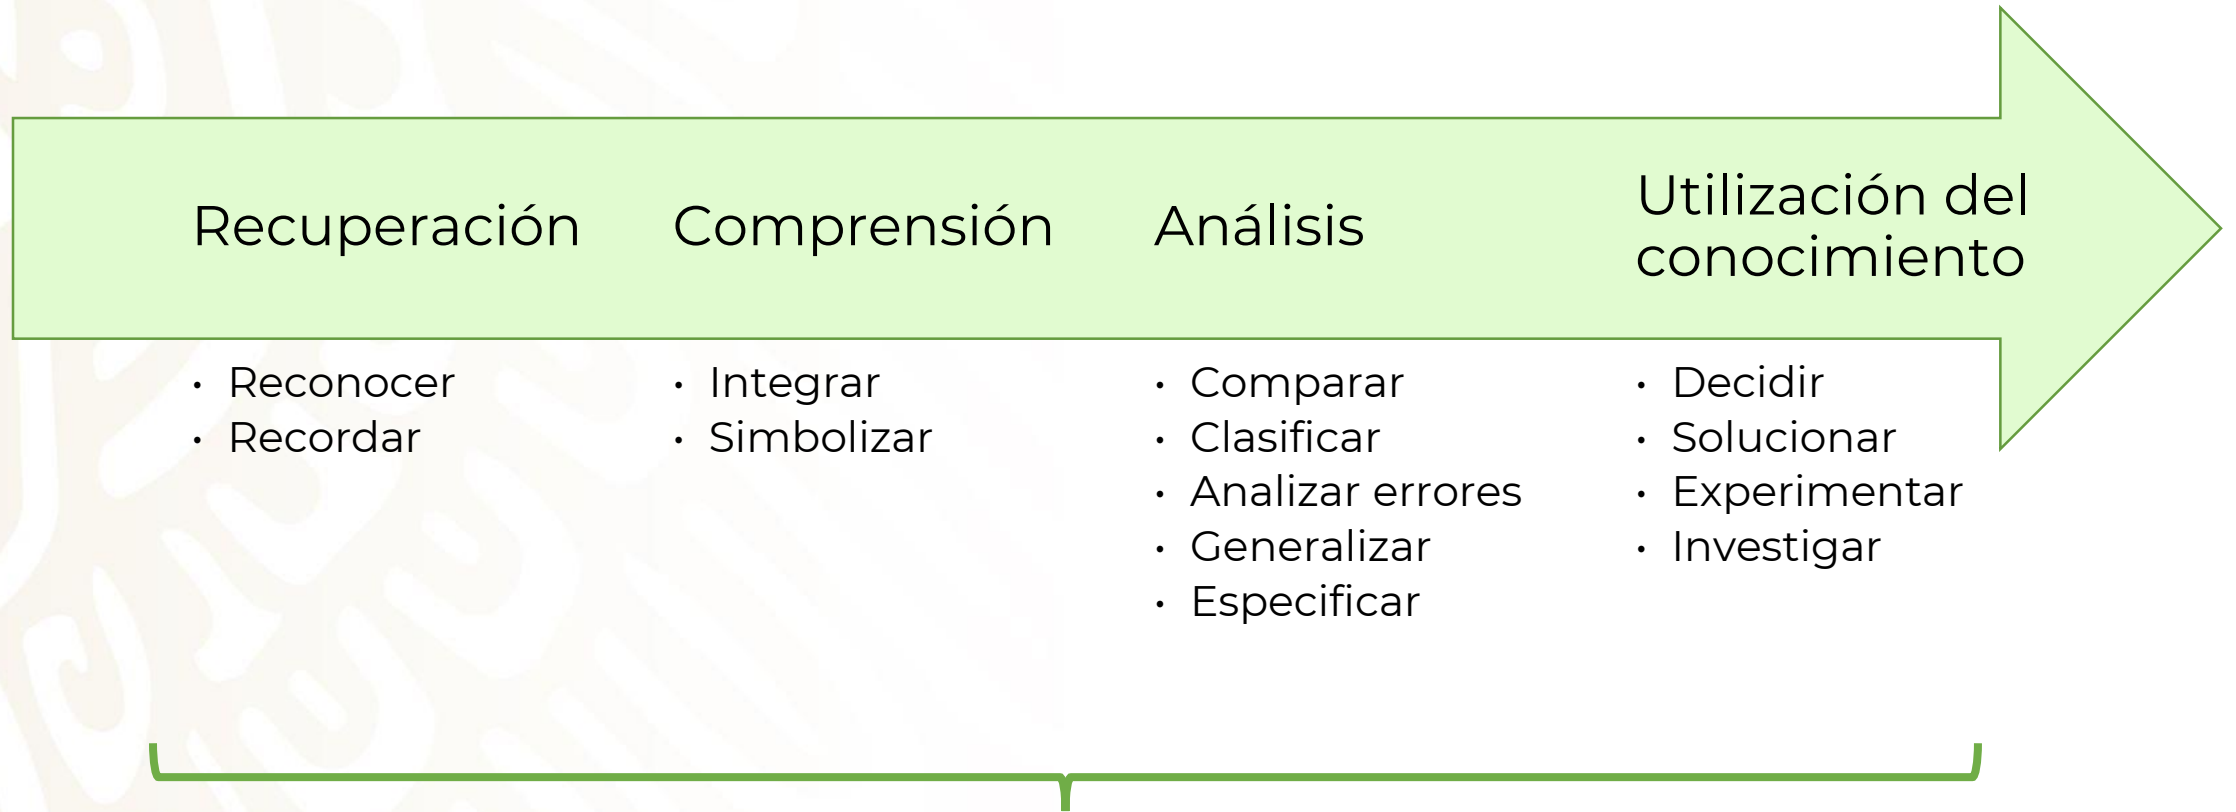 Recuperación
• Reconocer
• Recordar
Comprensión
• Integrar
• Simbolizar
Análisis
• Comparar
• Clasificar
• Analizar errores
• Generalizar
• Especificar
Utilización del
conocimiento
• Decidir
• Solucionar
• Experimentar
• Investigar